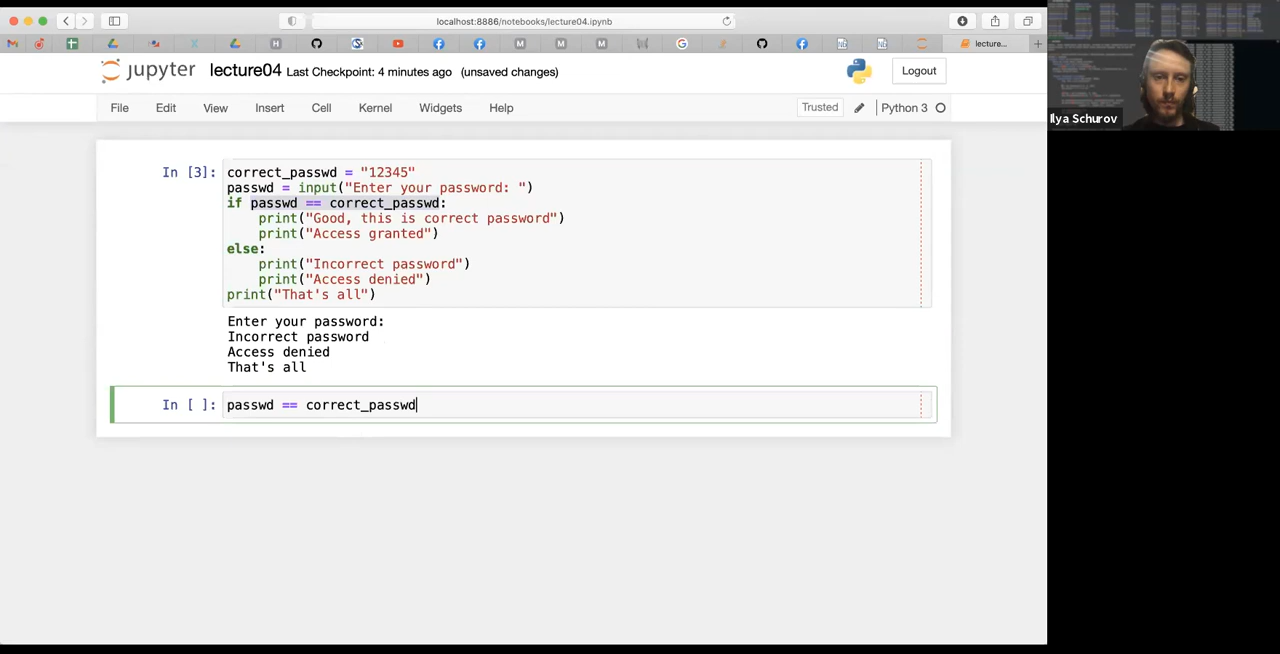 localhost:8886/notebooks/lecture04.ipynb
lecture...
jupyter lecture04 Last Checkpoint: 4 minutes ago (unsaved changes)
Logout
File Edit View Insert Cell Kernel Widgets Help
Trusted Python 3
In [3]: correct_passwd = "12345"
passwd = input("Enter your password: ")
if passwd == correct_passwd:
    print("Good, this is correct password")
    print("Access granted")
else:
    print("Incorrect password")
    print("Access denied")
print("That's all")
Enter your password:
Incorrect password
Access denied
That's all
In [ ]: passwd == correct_passwd
Ilya Schurov